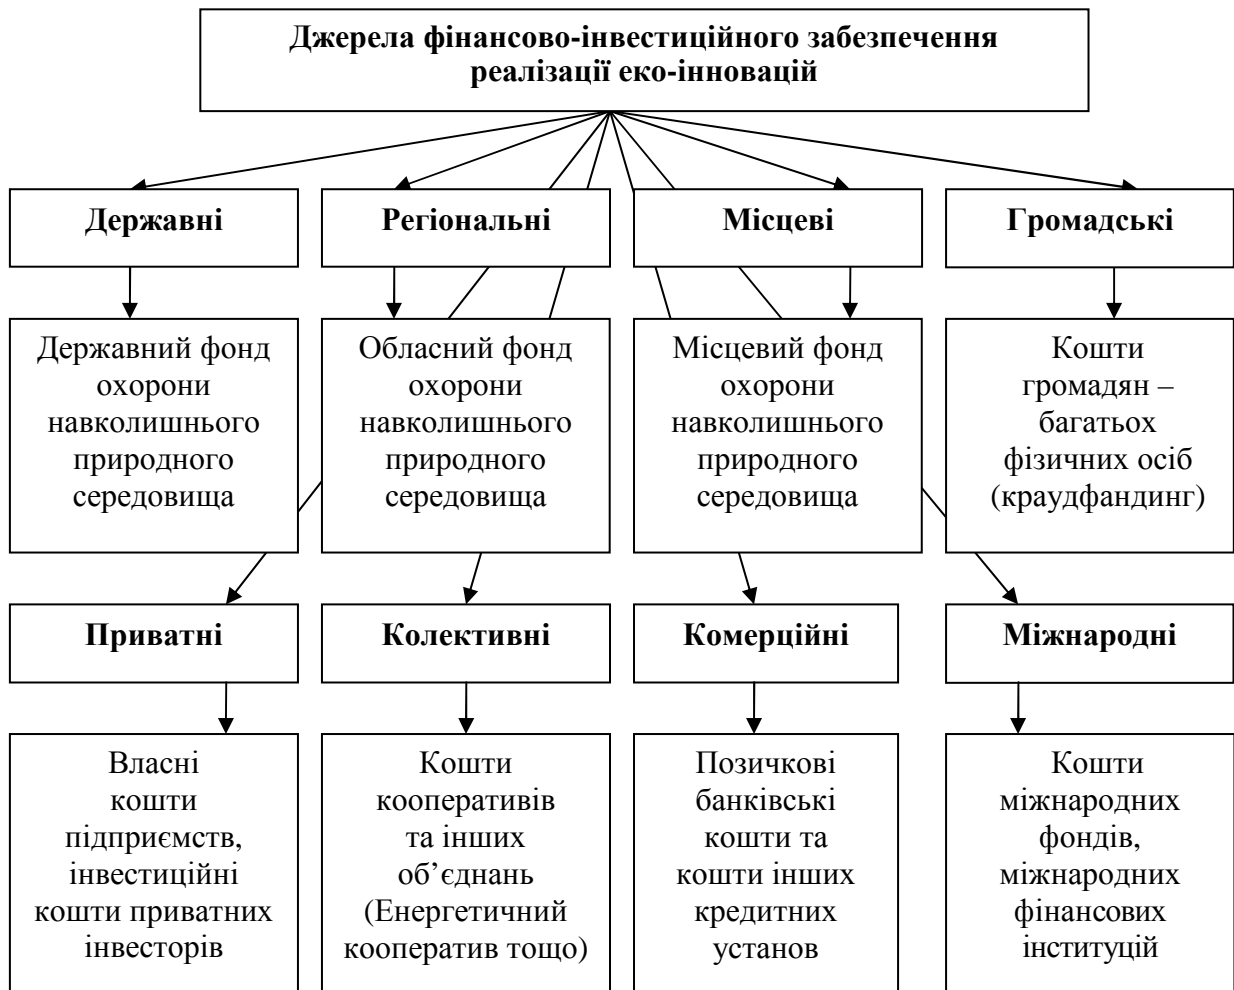 Джерела фінансово-інвестиційного забезпечення
реалізації еко-інновацій
Державні
Регіональні
Місцеві
Громадські
Державний фонд
охорони
навколишнього
природного
середовища
Обласний фонд
охорони
навколишнього
природного
середовища
Місцевий фонд
охорони
навколишнього
природного
середовища
Кошти
громадян –
багатьох
фізичних осіб
(краудфандинг)
Приватні
Колективні
Комерційні
Міжнародні
Власні
кошти
підприємств,
інвестиційні
кошти приватних
інвесторів
Кошти
кооперативів
та інших
об’єднань
(Енергетичний
кооператив тощо)
Позичкові
банківські
кошти та
кошти інших
кредитних
установ
Кошти
міжнародних
фондів,
міжнародних
фінансових
інституцій